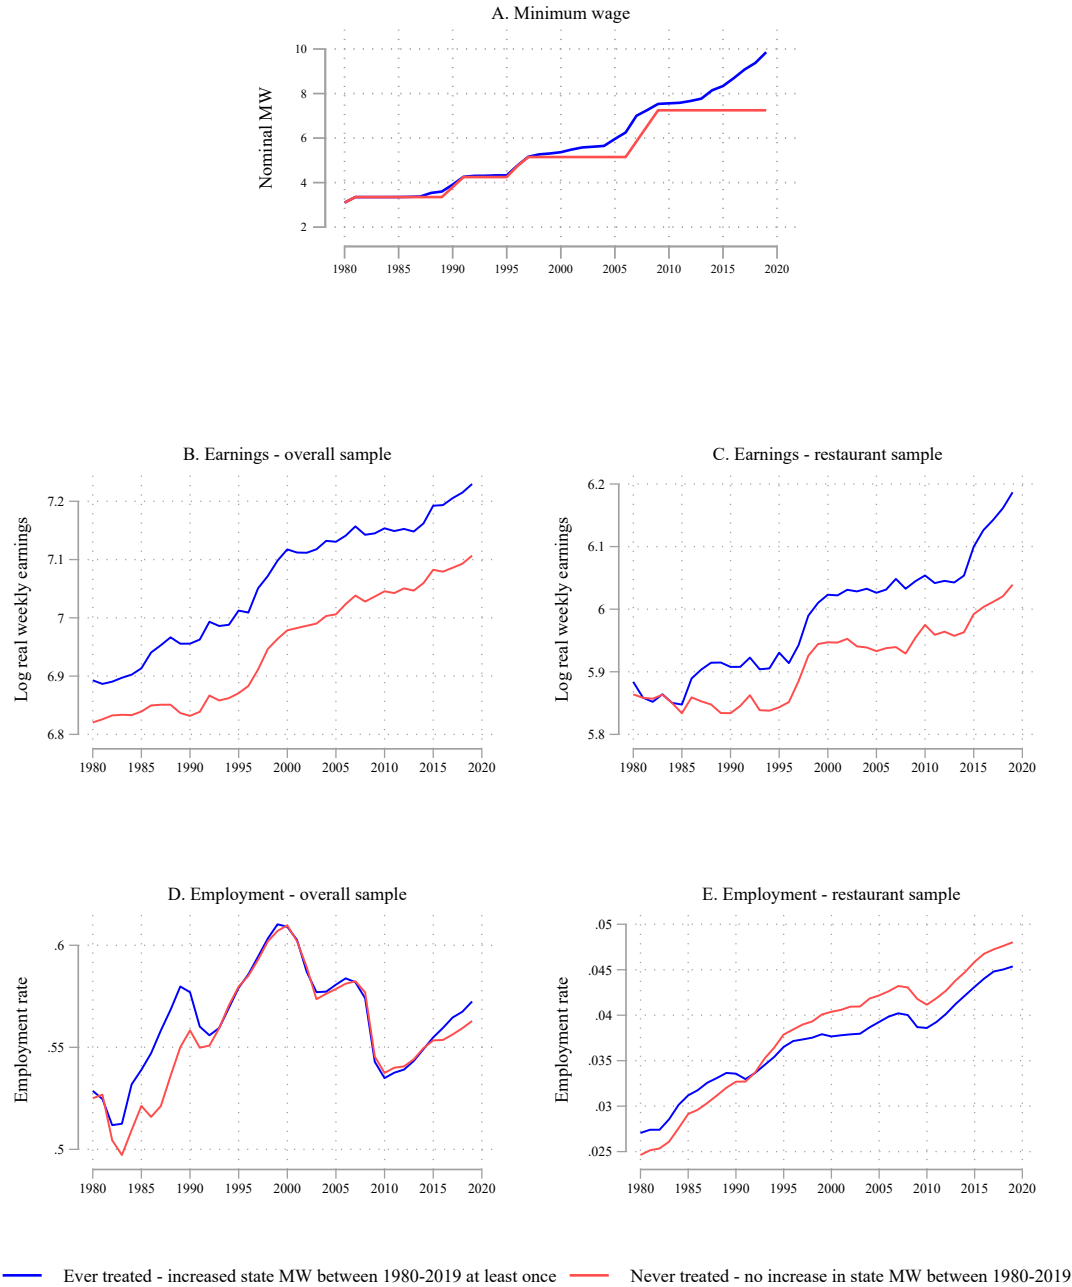 A. Minimum wage
Nominal MW
10
8
6
4
2
1980 1985 1990 1995 2000 2005 2010 2015 2020
B. Earnings - overall sample
Log real weekly earnings
7.2
7.1
7
6.9
6.8
1980 1985 1990 1995 2000 2005 2010 2015 2020
C. Earnings - restaurant sample
Log real weekly earnings
6.2
6.1
6
5.9
5.8
1980 1985 1990 1995 2000 2005 2010 2015 2020
D. Employment - overall sample
Employment rate
.6
.55
.5
1980 1985 1990 1995 2000 2005 2010 2015 2020
E. Employment - restaurant sample
Employment rate
.05
.045
.04
.035
.03
.025
1980 1985 1990 1995 2000 2005 2010 2015 2020
Ever treated - increased state MW between 1980-2019 at least once
Never treated - no increase in state MW between 1980-2019